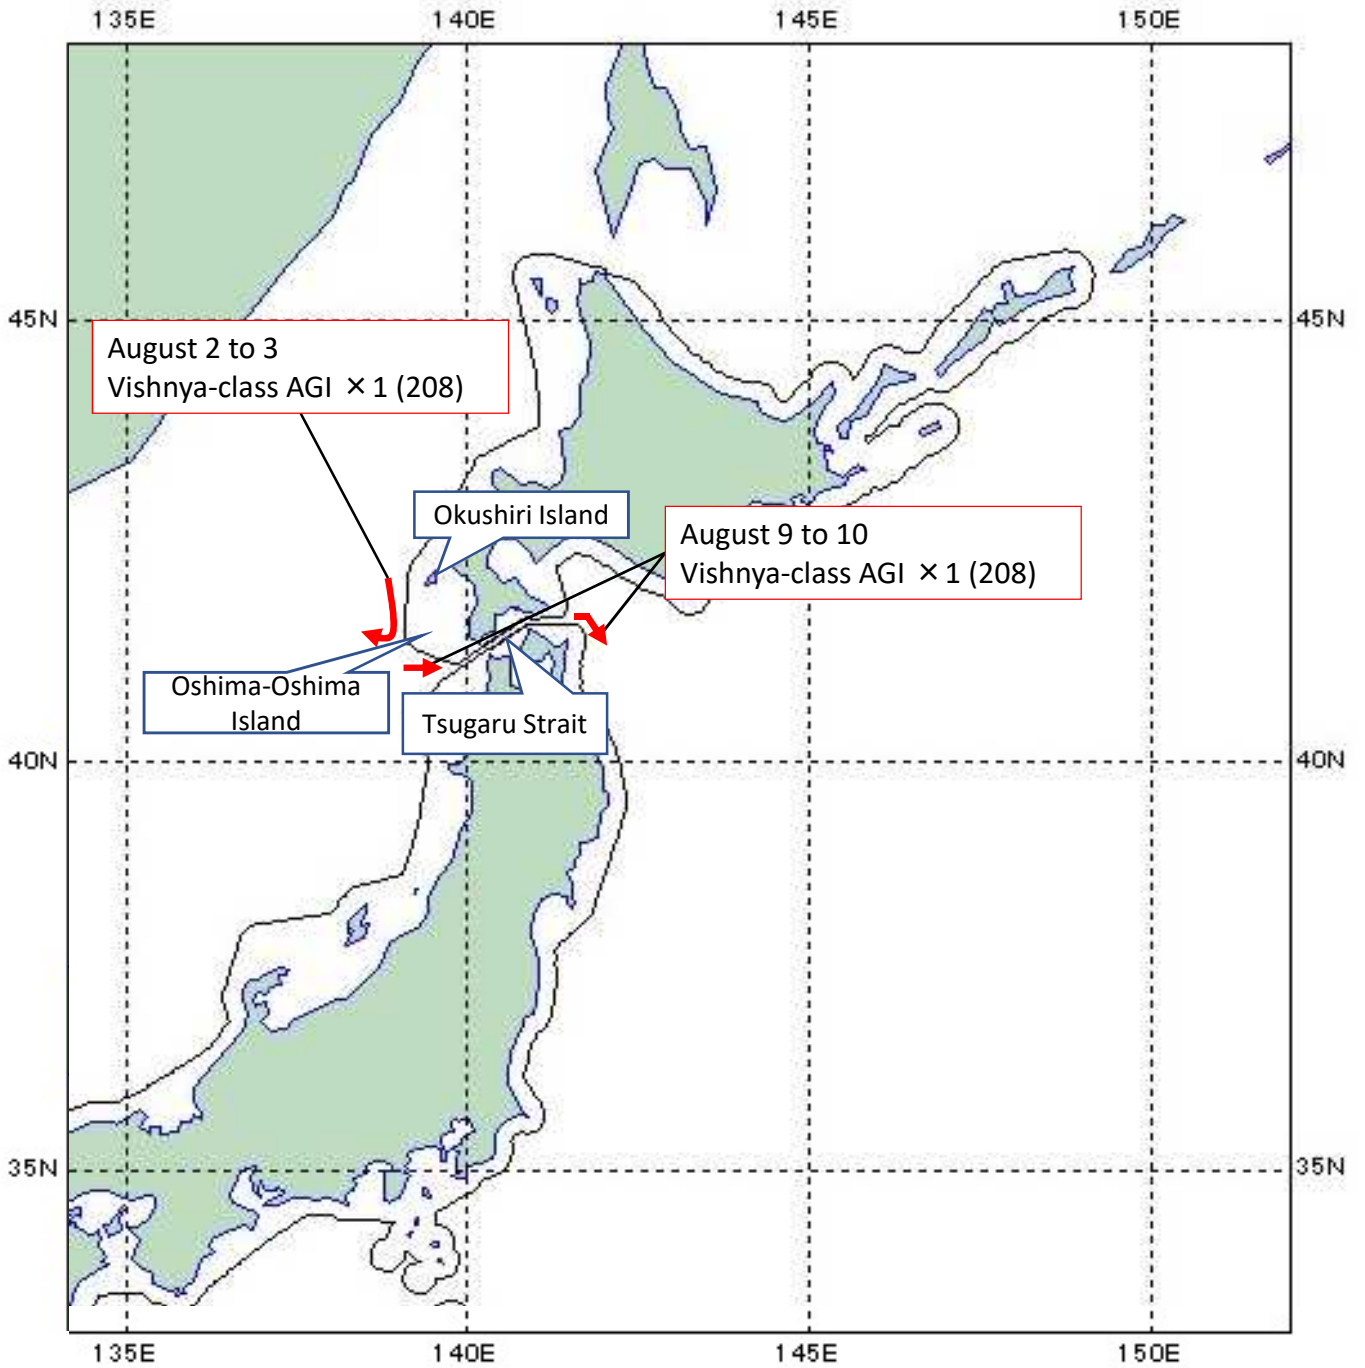 135E 140E 145E 150E
45N 45N
August 2 to 3
Vishnya-class AGI ×1 (208)
Okushiri Island
August 9 to 10
Vishnya-class AGI ×1 (208)
Oshima-Oshima
Island
Tsugaru Strait
40N 40N
35N 35N
135E 140E 145E 150E